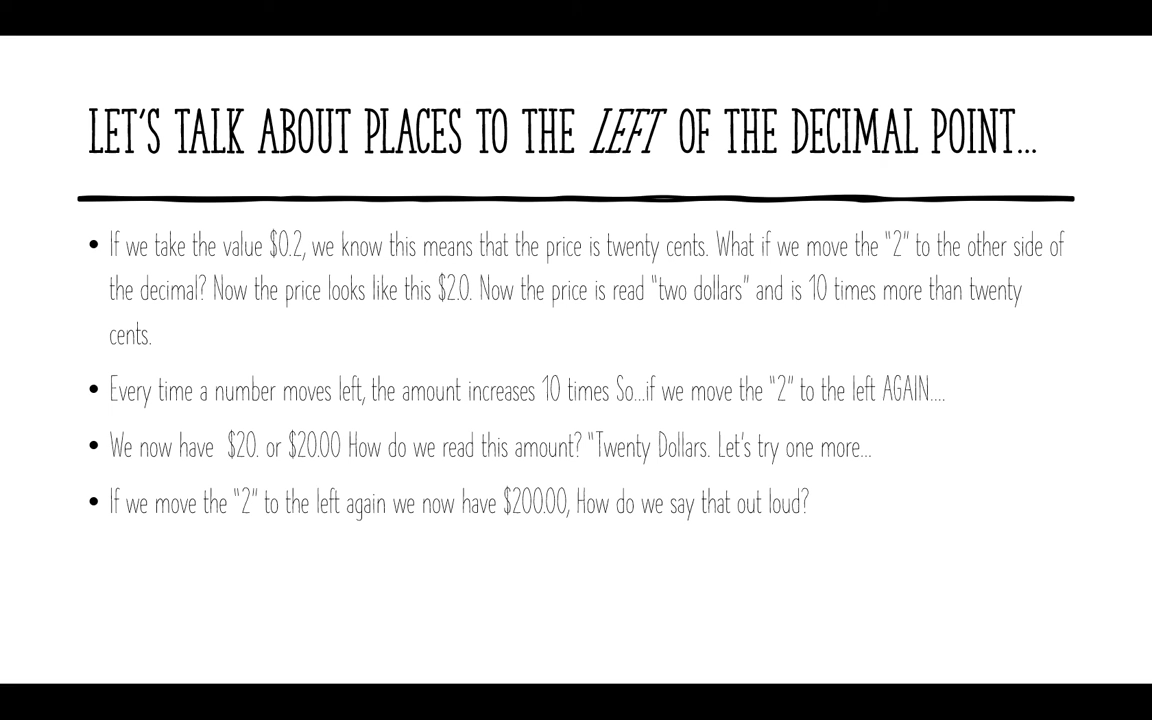 LET'S TALK ABOUT PLACES TO THE LEFT OF THE DECIMAL POINT...
• If we take the value $0.2, we know this means that the price is twenty cents. What if we move the "2" to the other side of
the decimal? Now the price looks like this $2.0. Now the price is read "two dollars" and is 10 times more than twenty
cents.
• Every time a number moves left, the amount increases 10 times So...if we move the "2" to the left AGAIN....
• We now have $20. or $20.00 How do we read this amount? "Twenty Dollars. Let's try one more...
• If we move the "2" to the left again we now have $200.00, How do we say that out loud?